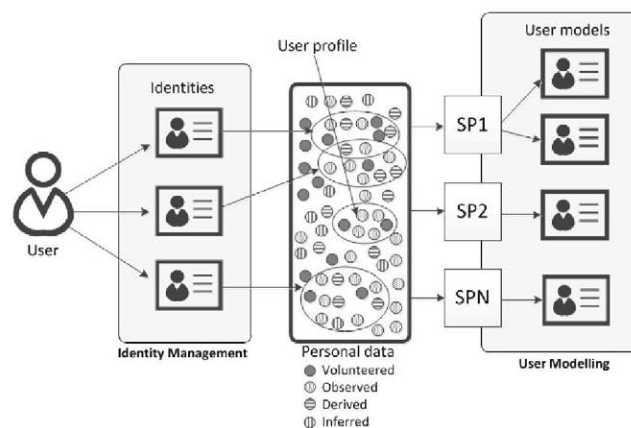 User profile
User models
Identities
SP1
SP2
User
SPN
Identity Management
Personal data
User Modelling
Volunteered
Observed
Derived
Inferred